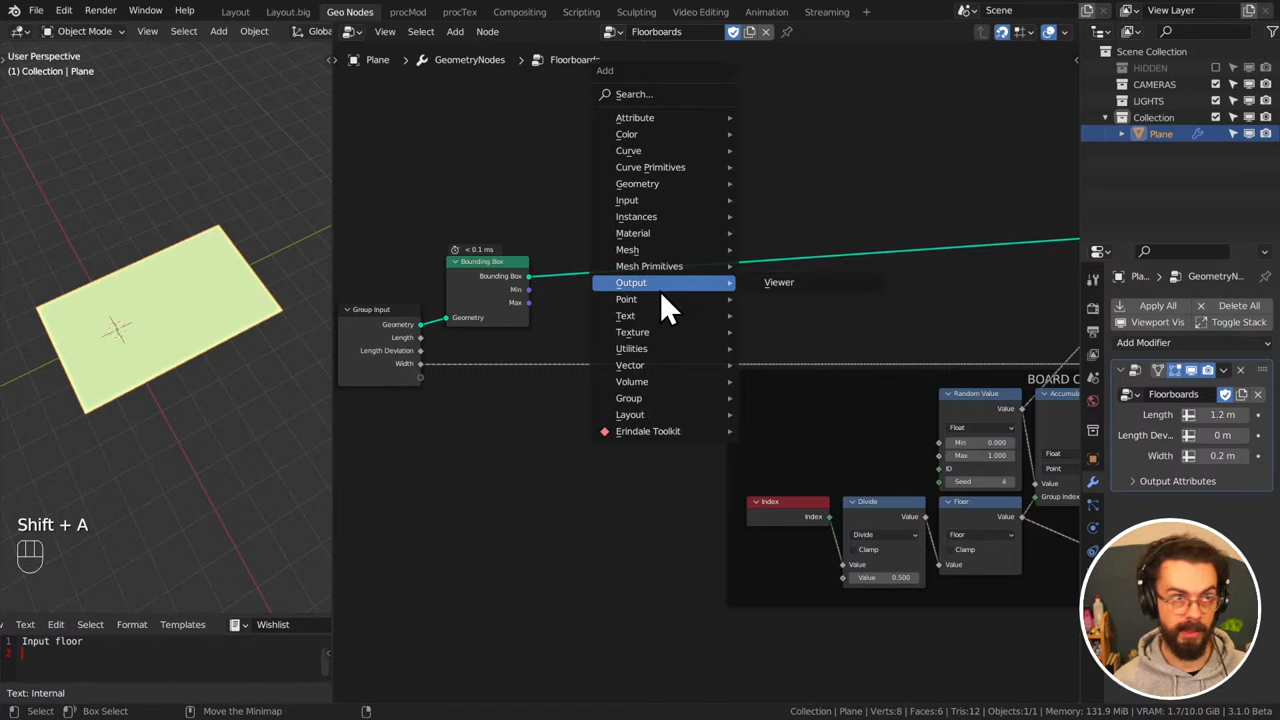 File Edit Render Window Help
Layout Layout.big Geo Nodes procMod procTex Compositing Scripting Sculpting Video Editing Animation Streaming +
Scene
View Layer
Object Mode View Select Add Object Globa
View Select Add Node
Floorboards
User Perspective
(1) Collection | Plane
Plane > GeometryNodes > Floorboards
Add
Search...
Attribute
Color
Curve
Curve Primitives
Geometry
Input
Instances
Material
Mesh
Mesh Primitives
Output
Point
Text
Texture
Utilities
Vector
Volume
Group
Layout
Erindale Toolkit
Viewer
< 0.1 ms
Bounding Box
Bounding Box
Min
Max
Geometry
Group Input
Geometry
Length
Length Deviation
Width
BOARD C
Random Value
Value
Float
Min 0.000
Max 1.000
ID
Seed 4
Accumula
Float
Point
Value
Group Index
Index
Index
Divide
Value
Divide
Clamp
Value
Value 0.500
Floor
Value
Floor
Clamp
Value
Scene Collection
HIDDEN
CAMERAS
LIGHTS
Collection
Plane
Pla... > GeometryN...
Apply All Delete All
Viewport Vis Toggle Stack
Add Modifier
Floorboards
Length 1.2 m
Length Dev... 0 m
Width 0.2 m
Output Attributes
Shift + A
Text Edit Select Format Templates Wishlist
1 Input floor
2
Text: Internal
Select Box Select Move the Minimap
Collection | Plane | Verts:8 | Faces:6 | Tris:12 | Objects:1/1 | Memory: 131.9 MiB | VRAM: 1.7/10.0 GiB | 3.1.0 Beta